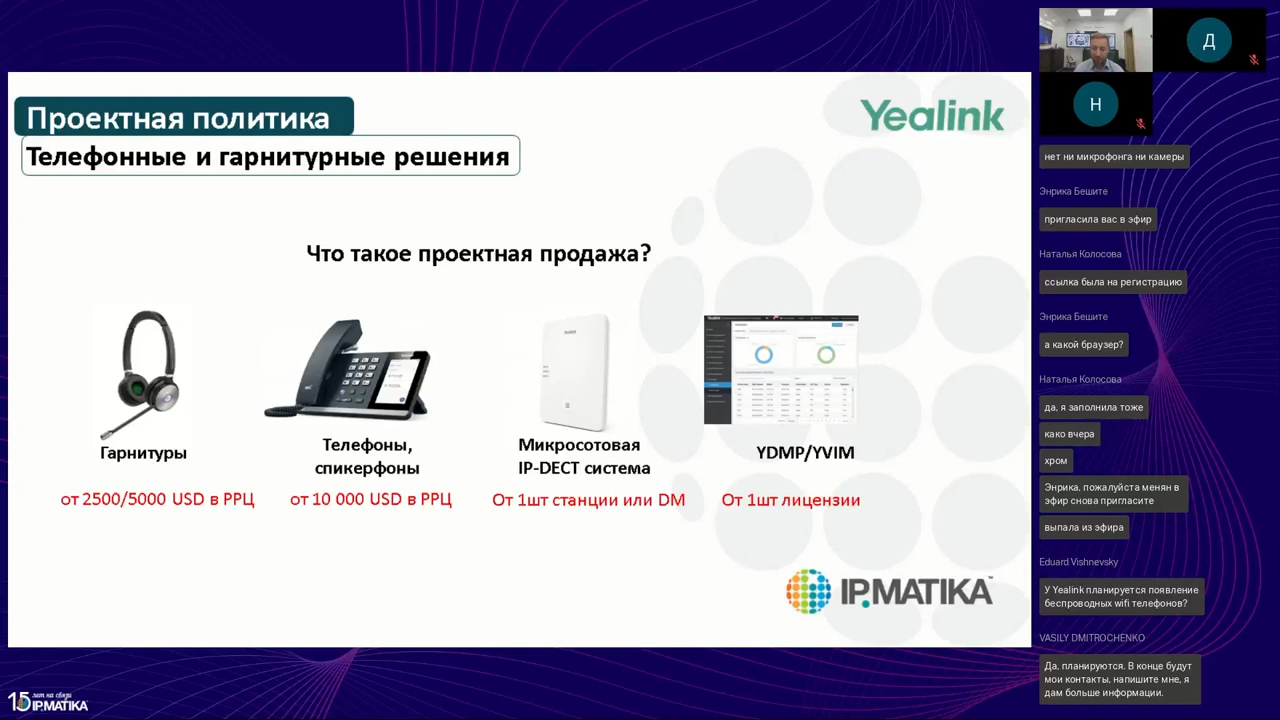 Проектная политика
Телефонные и гарнитурные решения
Yealink
Что такое проектная продажа?
Гарнитуры
от 2500/5000 USD в РРЦ
Телефоны,
спикерфоны
от 10 000 USD в РРЦ
Микросотовая
IP-DECT система
От 1шт станции или DM
YDMP/YVIM
От 1шт лицензии
IPMATIKA™
15 лет на связи
IPMATIKA
Д
Н
нет ни микрофонга ни камеры
Энрика Бешите
пригласила вас в эфир
Наталья Колосова
ссылка была на регистрацию
Энрика Бешите
а какой браузер?
Наталья Колосова
да, я заполнила тоже
како вчера
хром
Энрика, пожалуйста менян в
эфир снова пригласите
выпала из эфира
Eduard Vishnevsky
У Yealink планируется появление
беспроводных wifi телефонов?
VASILY DMITROCHENKO
Да, планируются. В конце будут
мои контакты, напишите мне, я
дам больше информации.